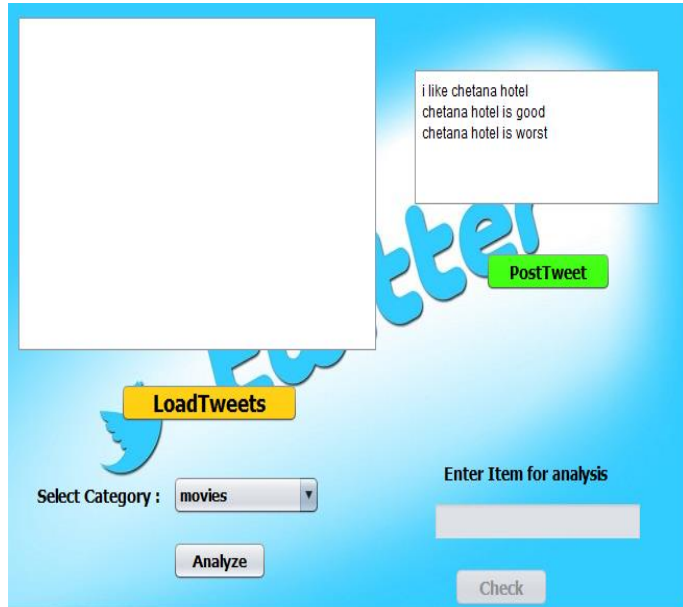 i like chetana hotel
chetana hotel is good
chetana hotel is worst
twitter
PostTweet
LoadTweets
Enter Item for analysis
Select Category :
movies
Analyze
Check